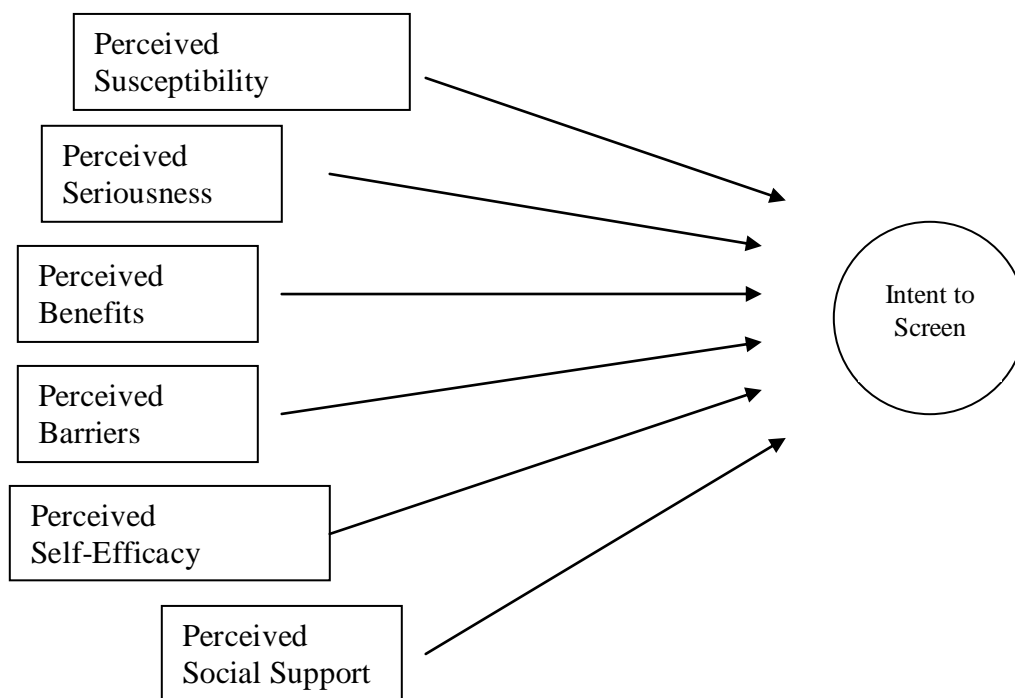 Perceived
Susceptibility
Perceived
Seriousness
Perceived
Benefits
Perceived
Barriers
Perceived
Self-Efficacy
Perceived
Social Support
Intent to
Screen